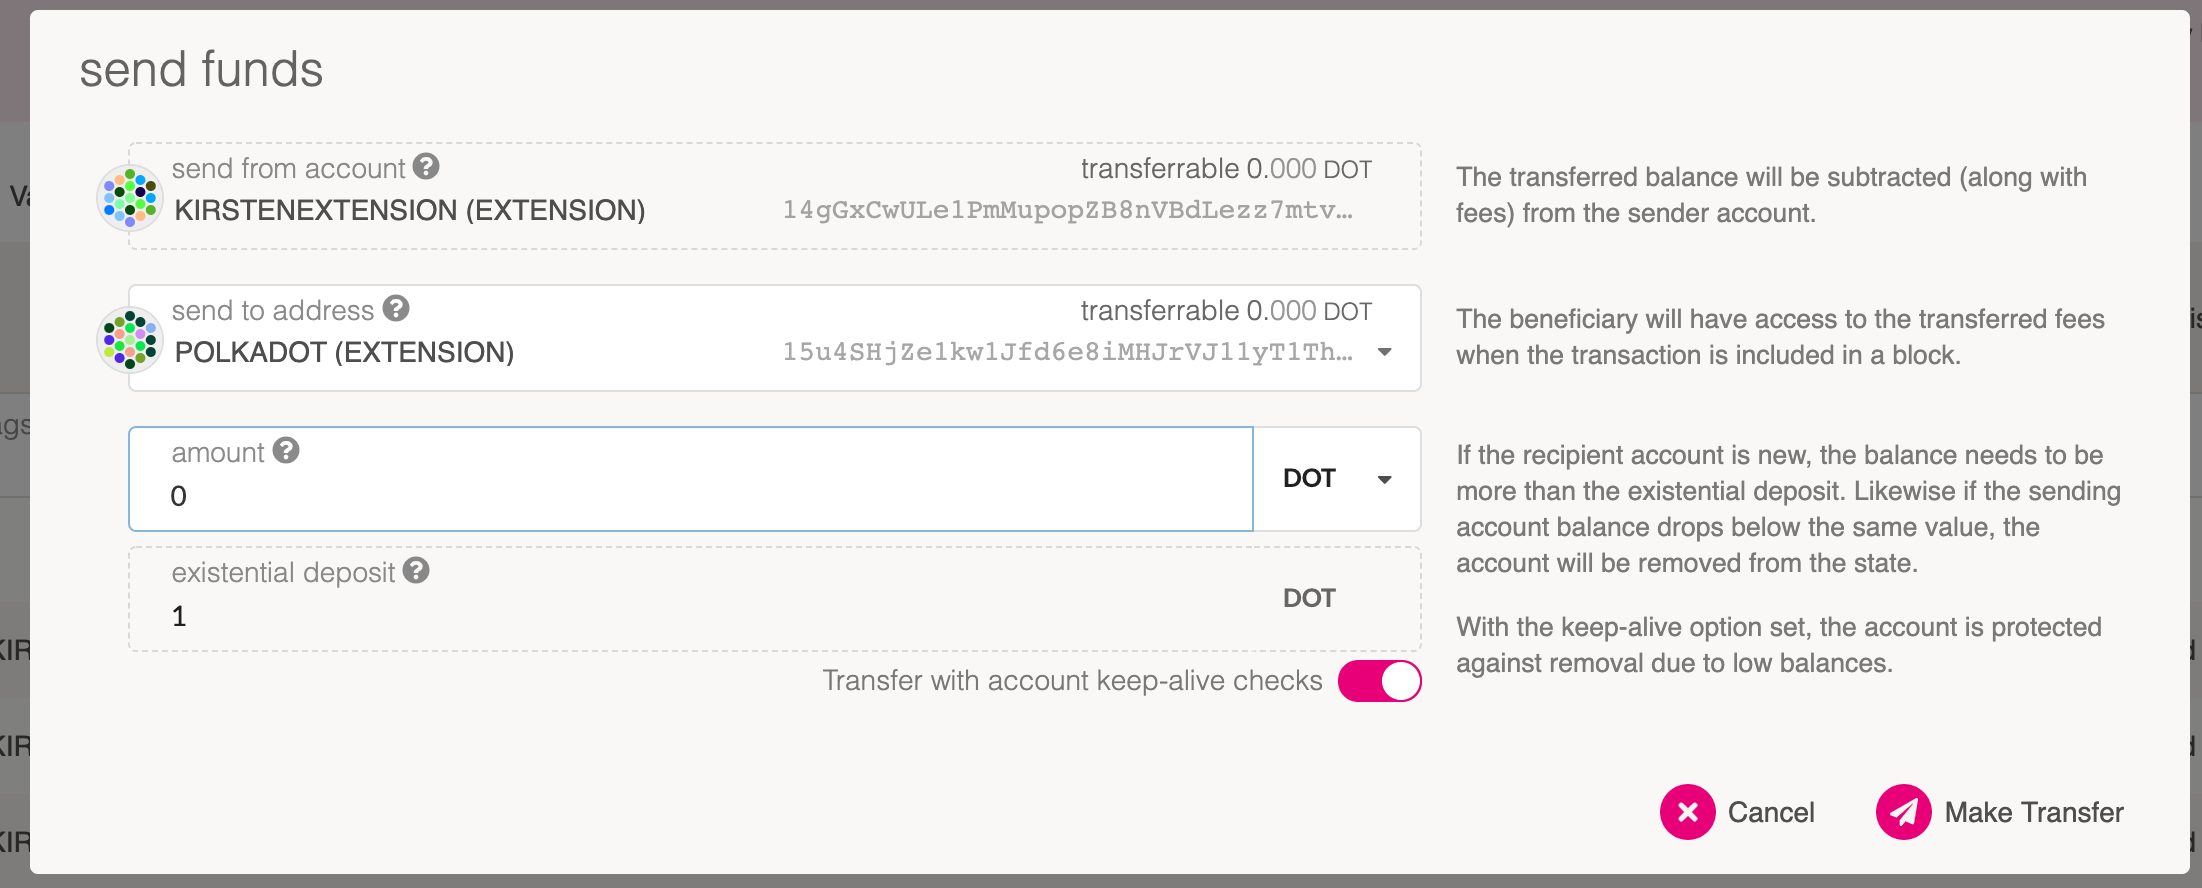 send funds
send from account ?
transferrable 0.000 DOT
KIRSTENEXTENSION (EXTENSION)
14gGxCwULe1PmMupopZB8nVBdLezz7mtv…
The transferred balance will be subtracted (along with
fees) from the sender account.
send to address ?
transferrable 0.000 DOT
POLKADOT (EXTENSION)
15u4SHjZe1kw1Jfd6e8iMHJrVJ11yT1Th…
The beneficiary will have access to the transferred fees
when the transaction is included in a block.
amount ?
0
DOT
If the recipient account is new, the balance needs to be
more than the existential deposit. Likewise if the sending
account balance drops below the same value, the
account will be removed from the state.
existential deposit ?
1
DOT
With the keep-alive option set, the account is protected
against removal due to low balances.
Transfer with account keep-alive checks
Cancel
Make Transfer